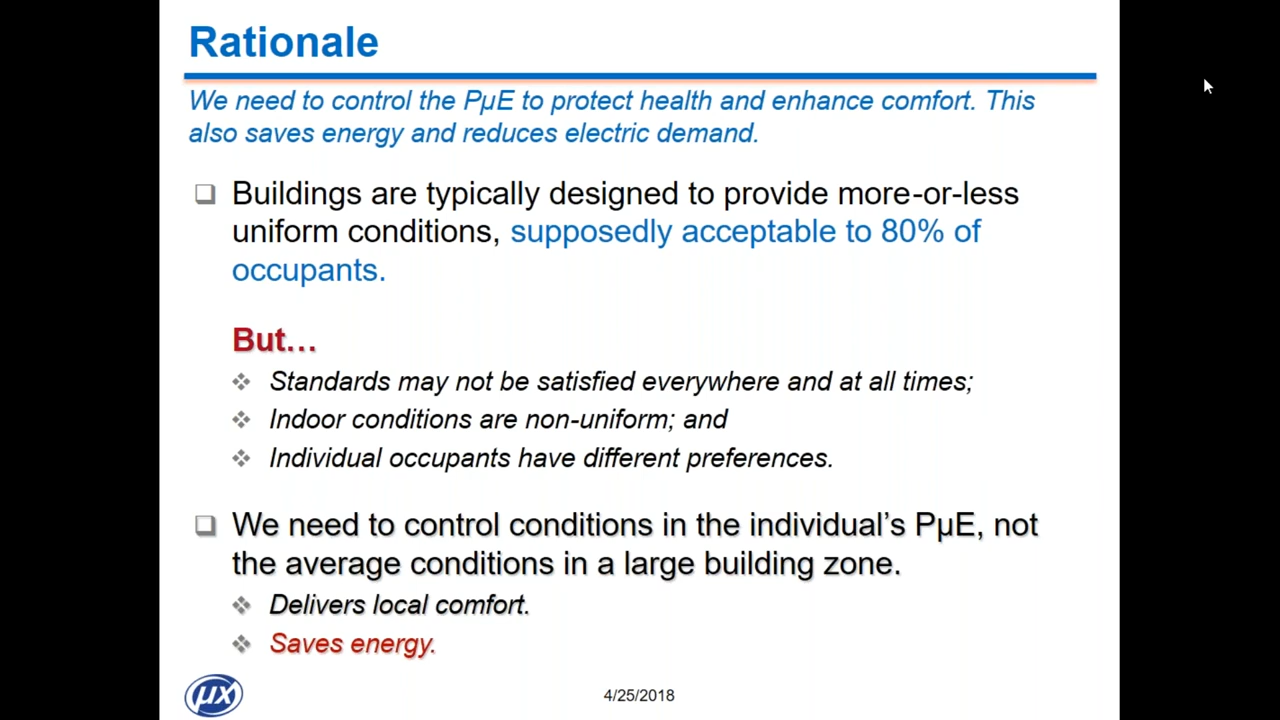 Rationale
We need to control the PµE to protect health and enhance comfort. This
also saves energy and reduces electric demand.
Buildings are typically designed to provide more-or-less
uniform conditions, supposedly acceptable to 80% of
occupants.
But…
Standards may not be satisfied everywhere and at all times;
Indoor conditions are non-uniform; and
Individual occupants have different preferences.
We need to control conditions in the individual’s PµE, not
the average conditions in a large building zone.
Delivers local comfort.
Saves energy.
µx
4/25/2018